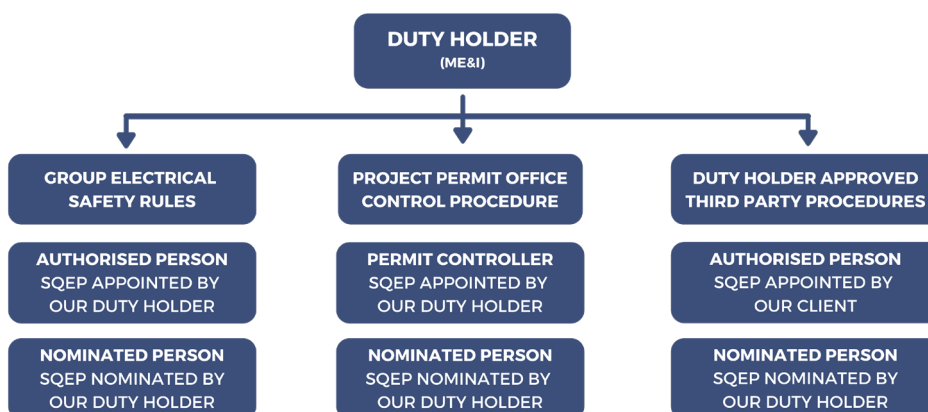 DUTY HOLDER
(ME&I)
GROUP ELECTRICAL
SAFETY RULES
AUTHORISED PERSON
SQEP APPOINTED BY
OUR DUTY HOLDER
NOMINATED PERSON
SQEP NOMINATED BY
OUR DUTY HOLDER
PROJECT PERMIT OFFICE
CONTROL PROCEDURE
PERMIT CONTROLLER
SQEP APPOINTED BY
OUR DUTY HOLDER
NOMINATED PERSON
SQEP NOMINATED BY
OUR DUTY HOLDER
DUTY HOLDER APPROVED
THIRD PARTY PROCEDURES
AUTHORISED PERSON
SQEP APPOINTED BY
OUR CLIENT
NOMINATED PERSON
SQEP NOMINATED BY
OUR DUTY HOLDER